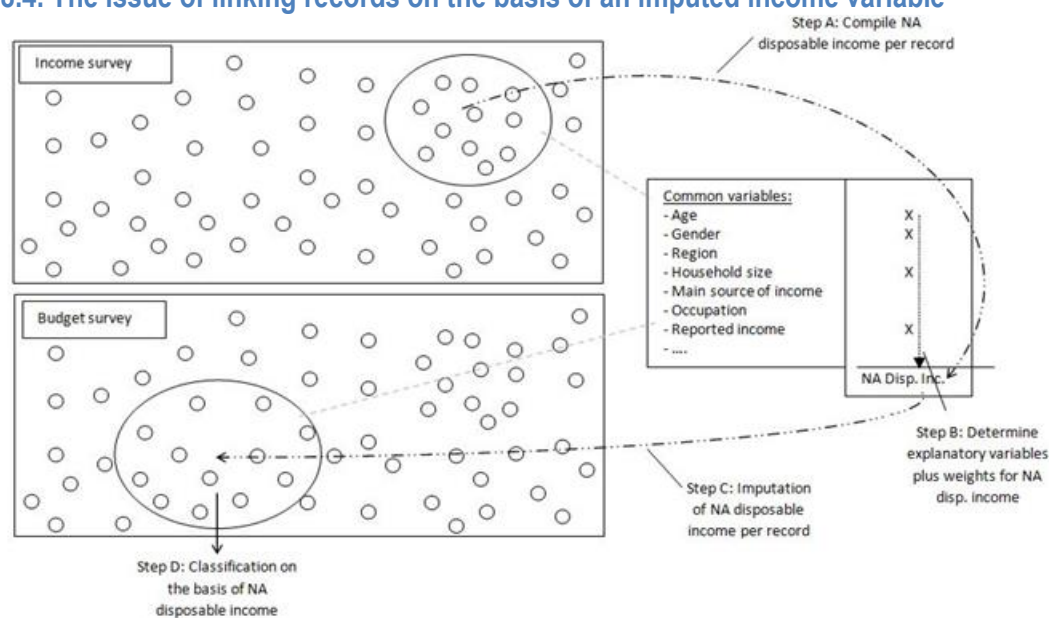 6.4. The issue of linking records on the basis of an imputed income variable
Step A: Compile NA
disposable income per record
Income survey
Common variables:
- Age
- Gender
- Region
- Household size
- Main source of income
- Occupation
- Reported income
- ....
X
X
X
X
NA Disp. Inc.
Budget survey
Step B: Determine
explanatory variables
plus weights for NA
disp. income
Step C: Imputation
of NA disposable
income per record
Step D: Classification on
the basis of NA
disposable income